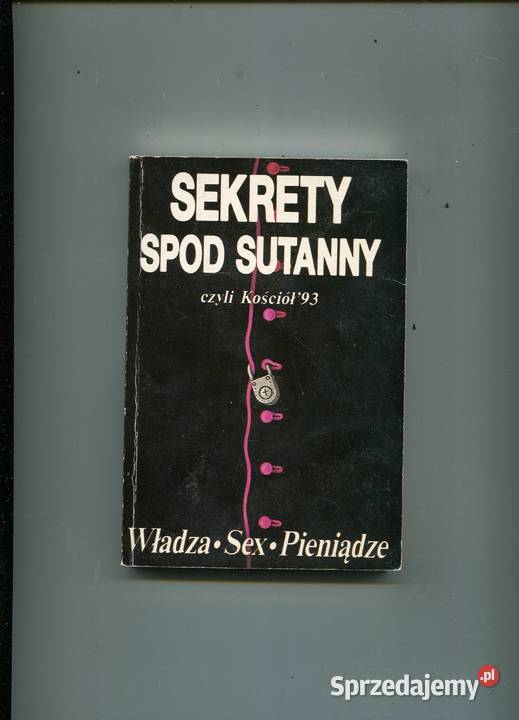 SEKRETY
SPOD SUTANNY
czyli Kościół'93
Władza • Sex • Pieniądze
Sprzedajemy.pl